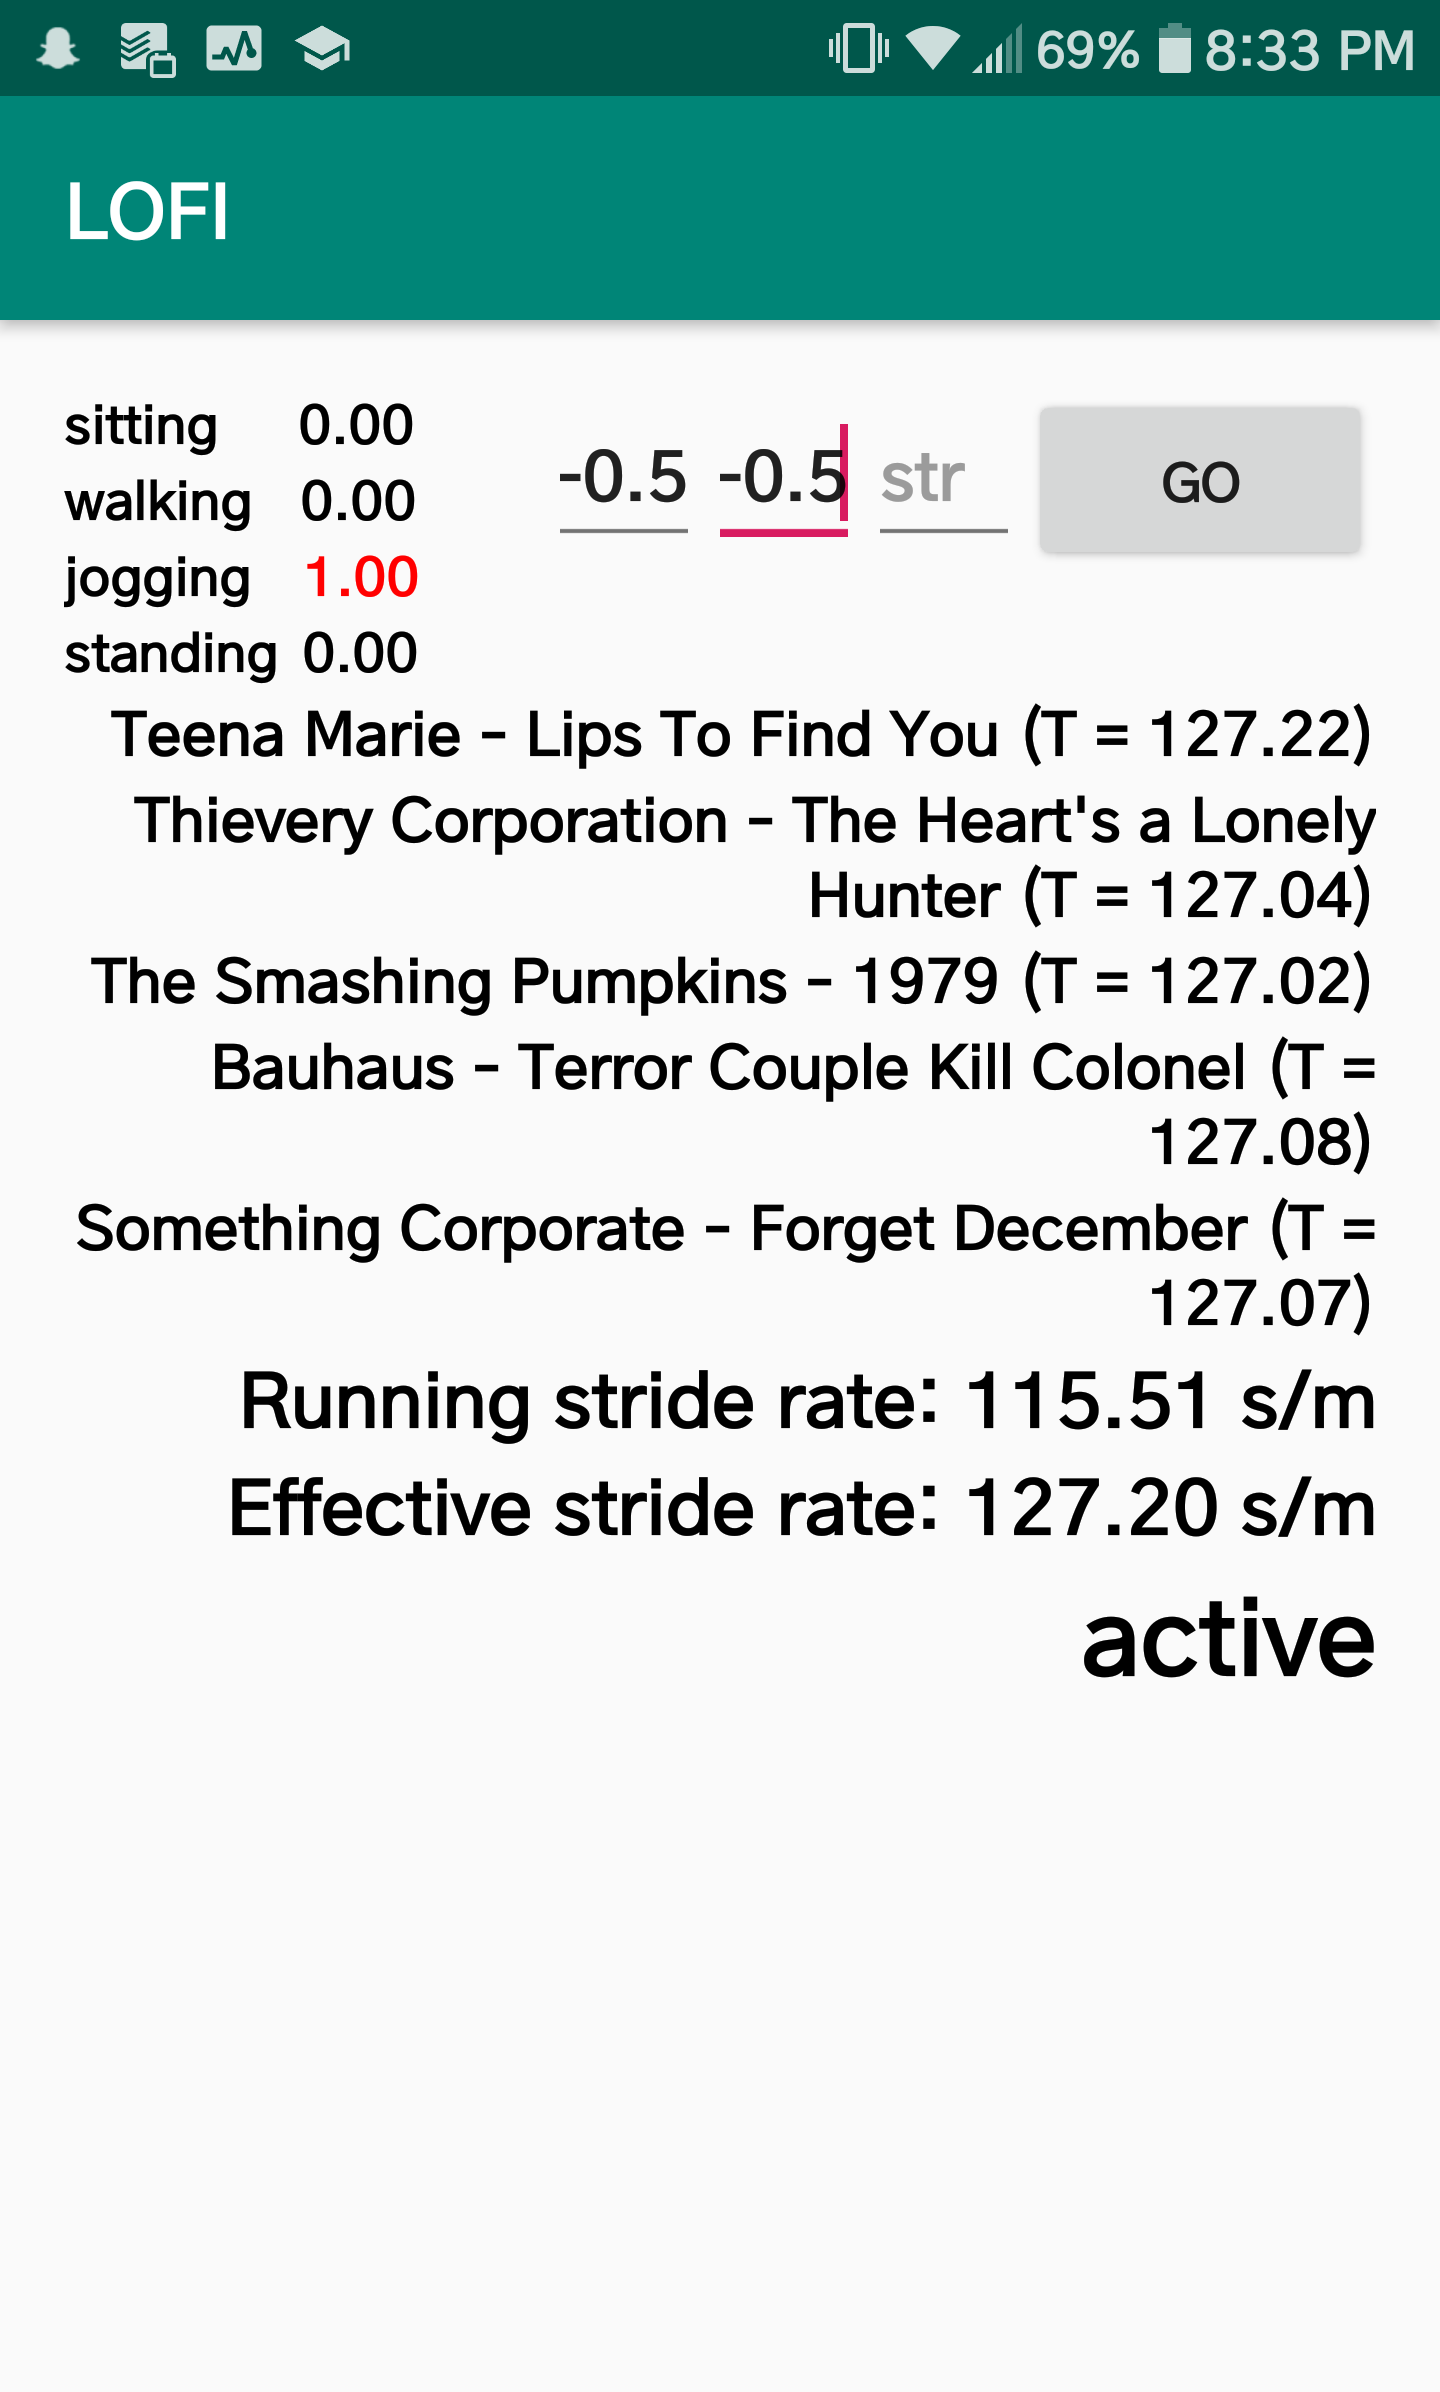 69% 8:33 PM
LOFI
sitting 0.00
walking 0.00
jogging 1.00
standing 0.00
-0.5 -0.5 str GO
Teena Marie - Lips To Find You (T = 127.22)
Thievery Corporation - The Heart's a Lonely
Hunter (T = 127.04)
The Smashing Pumpkins - 1979 (T = 127.02)
Bauhaus - Terror Couple Kill Colonel (T =
127.08)
Something Corporate - Forget December (T =
127.07)
Running stride rate: 115.51 s/m
Effective stride rate: 127.20 s/m
active